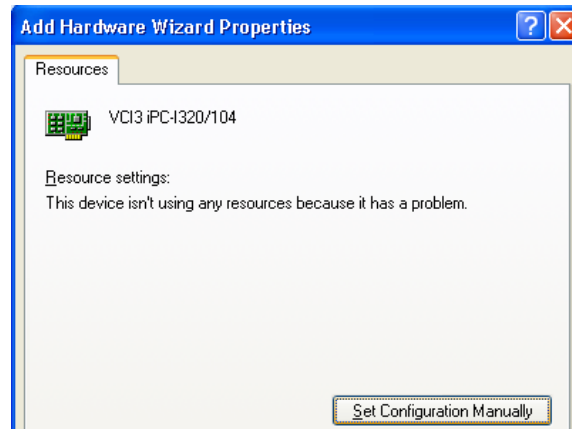 Add Hardware Wizard Properties
Resources
VCI3 iPC-I320/104
Resource settings:
This device isn't using any resources because it has a problem.
Set Configuration Manually